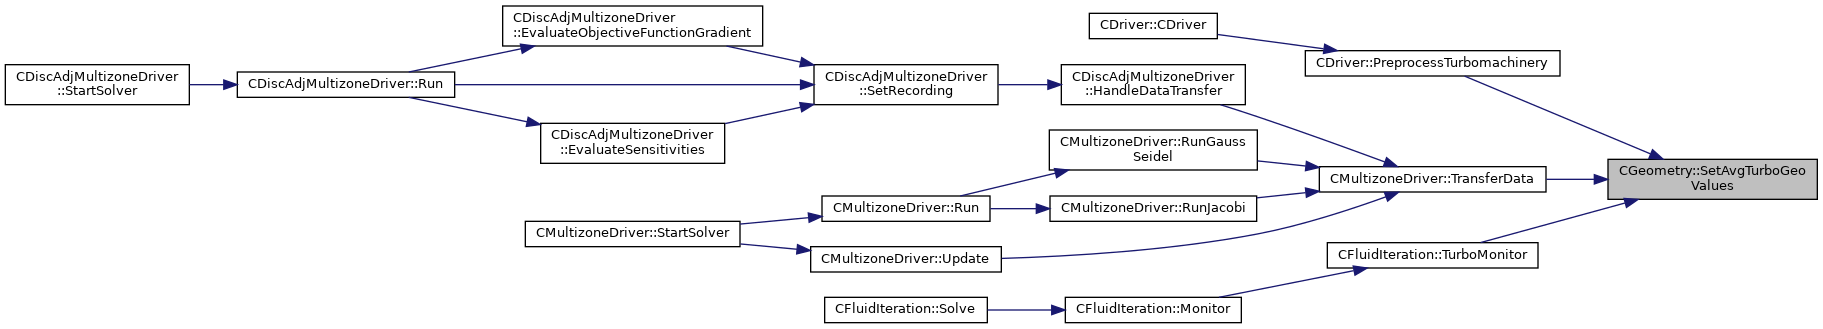 CDiscAdjMultizoneDriver
::StartSolver
CDiscAdjMultizoneDriver::Run
CDiscAdjMultizoneDriver
::EvaluateObjectiveFunctionGradient
CDiscAdjMultizoneDriver
::EvaluateSensitivities
CDiscAdjMultizoneDriver
::SetRecording
CDiscAdjMultizoneDriver
::HandleDataTransfer
CDriver::CDriver
CDriver::PreprocessTurbomachinery
CMultizoneDriver::RunGauss
Seidel
CMultizoneDriver::TransferData
CGeometry::SetAvgTurboGeo
Values
CMultizoneDriver::StartSolver
CMultizoneDriver::Run
CMultizoneDriver::RunJacobi
CMultizoneDriver::Update
CFluidIteration::TurboMonitor
CFluidIteration::Solve
CFluidIteration::Monitor